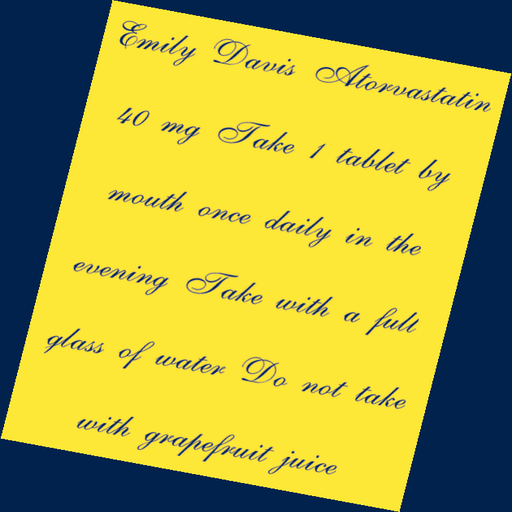 Emily Davis Atorvastatin
40 mg Take 1 tablet by
mouth once daily in the
evening Take with a full
glass of water Do not take
with grapefruit juice